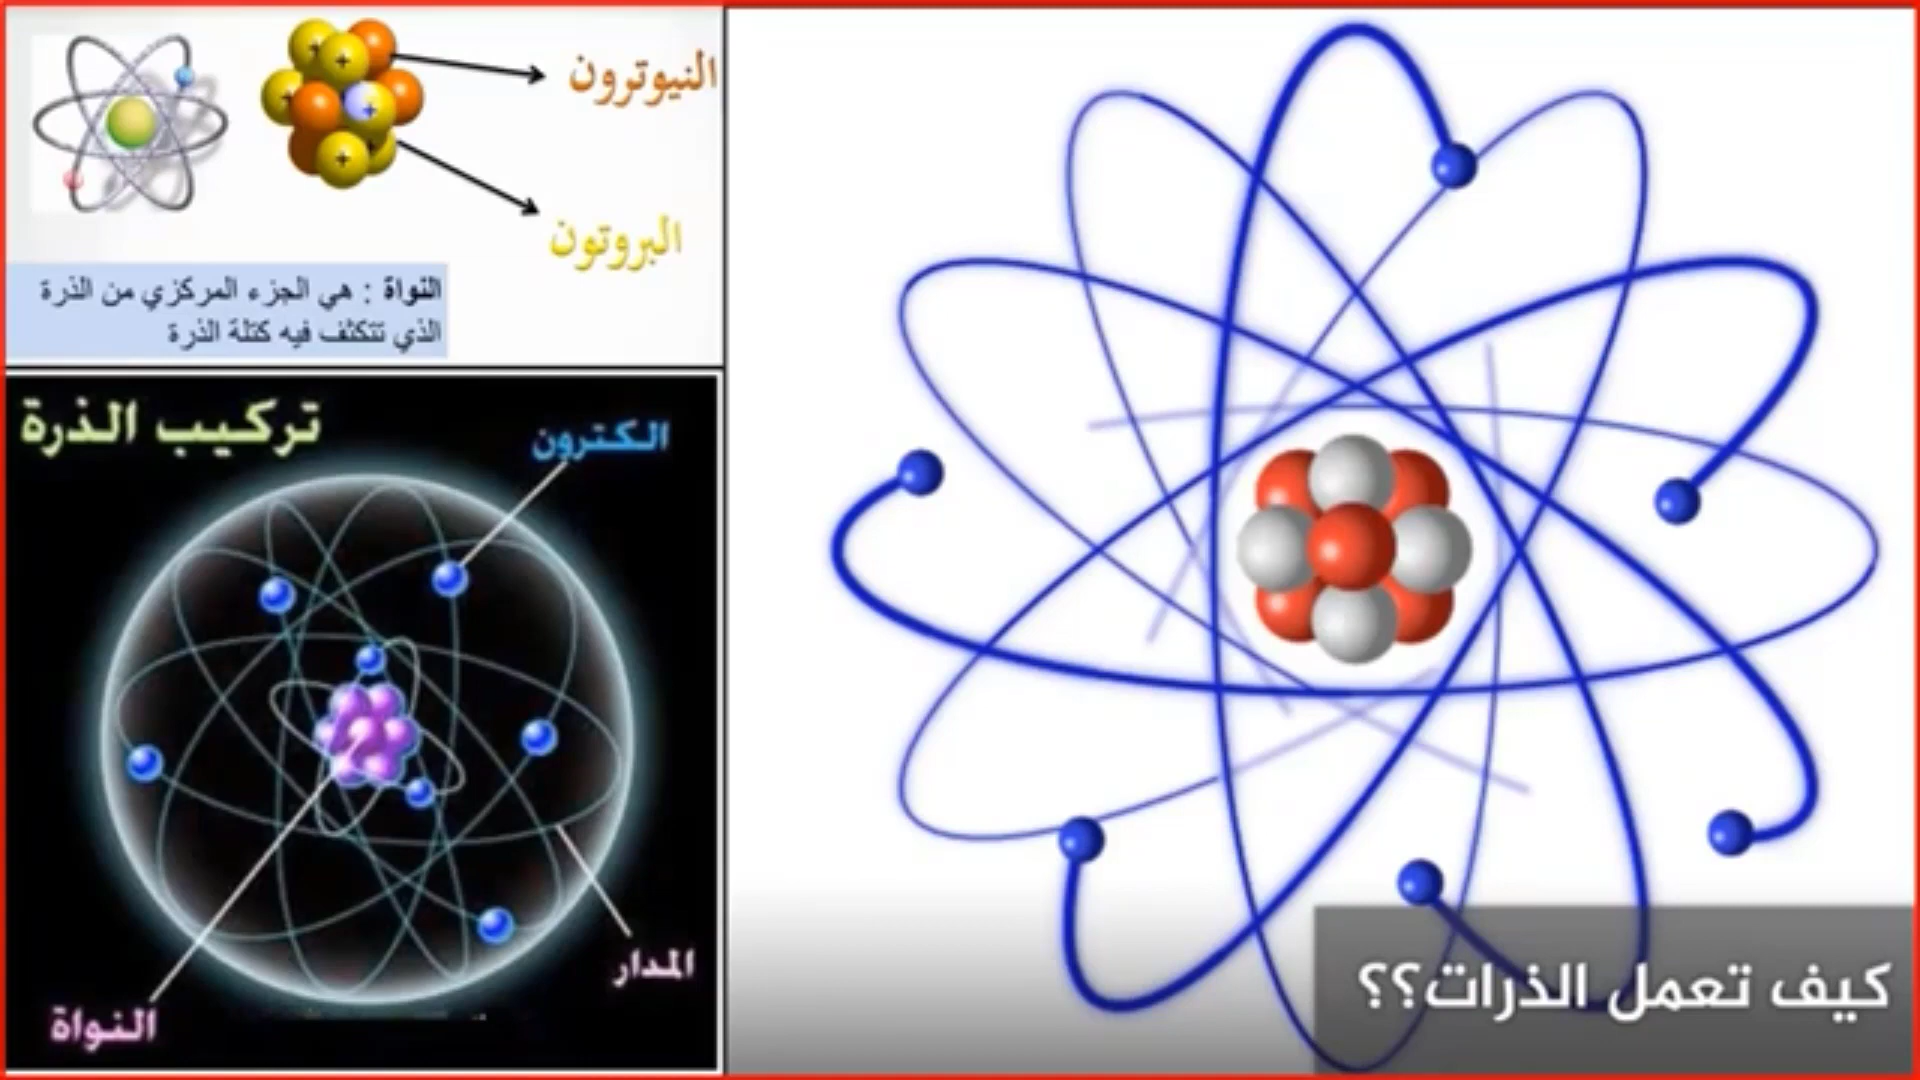 النيوترون
البروتون
النواة : هي الجزء المركزي من الذرة
الذي تتكثف فيه كتلة الذرة
تركيب الذرة
الكترون
المدار
النواة
كيف تعمل الذرات؟؟